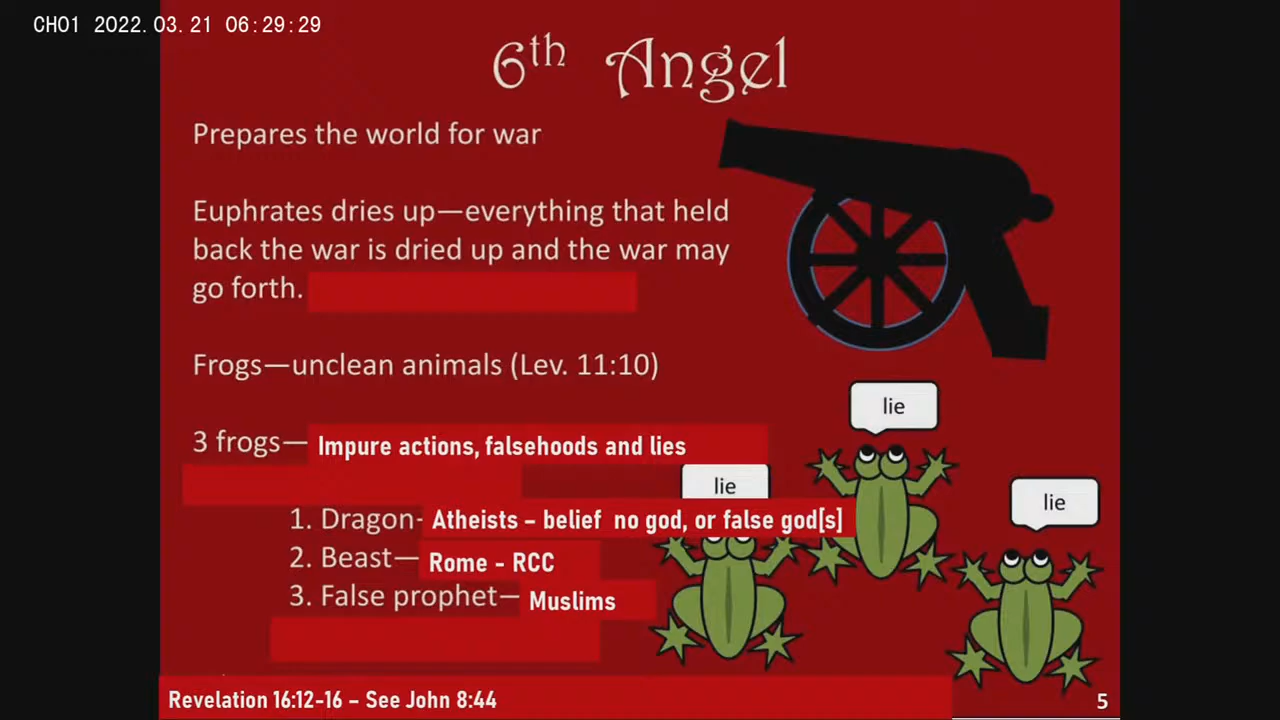 CH01 2022.03.21 06:29:29
6th Angel
Prepares the world for war
Euphrates dries up—everything that held
back the war is dried up and the war may
go forth.
Frogs—unclean animals (Lev. 11:10)
lie
3 frogs— Impure actions, falsehoods and lies
lie
lie
1. Dragon- Atheists – belief no god, or false god[s]
2. Beast— Rome - RCC
3. False prophet— Muslims
Revelation 16:12-16 – See John 8:44
5